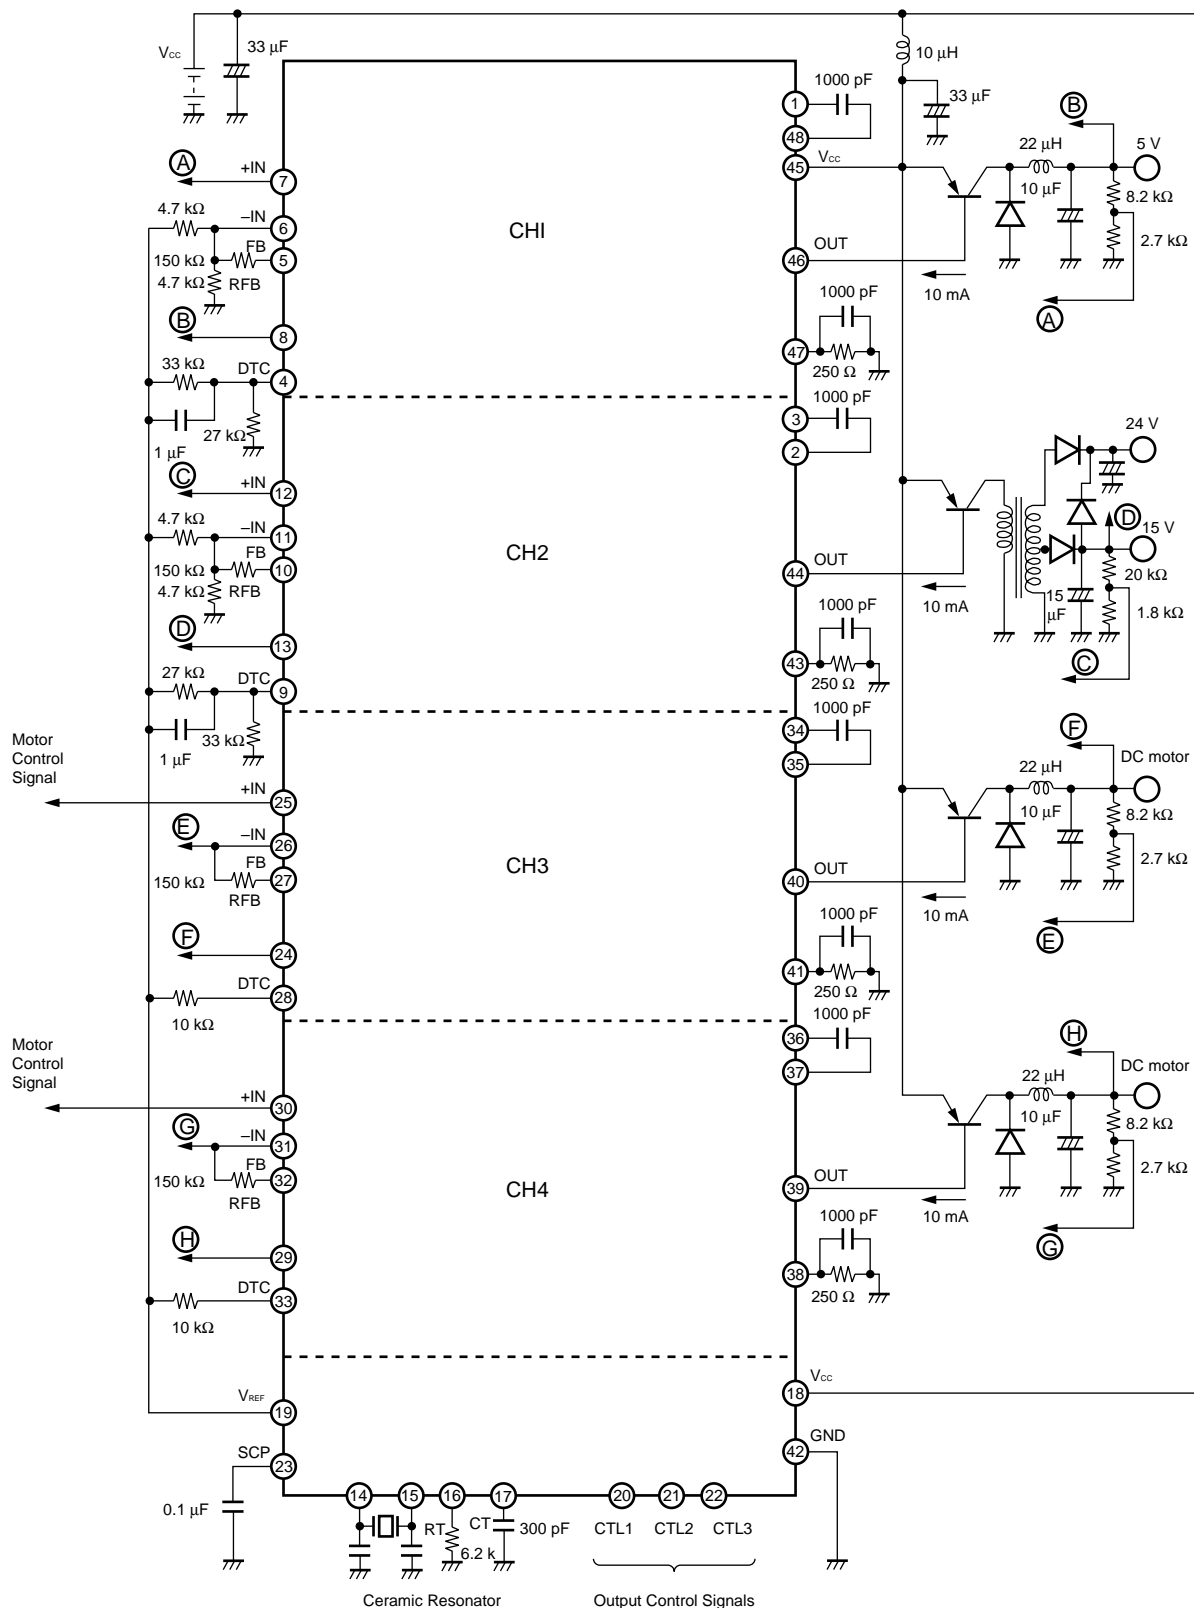 VCC
33 µF
10 µH
33 µF
1000 pF
1
48
45
VCC
B
22 µH
5 V
10 µF
8.2 kΩ
2.7 kΩ
A
+IN
7
4.7 kΩ
–IN
6
FB
150 kΩ
5
4.7 kΩ
RFB
CHI
OUT
46
10 mA
A
B
8
1000 pF
47
250 Ω
33 kΩ
DTC
4
27 kΩ
1 µF
1000 pF
3
2
24 V
C
+IN
12
4.7 kΩ
–IN
11
FB
150 kΩ
10
4.7 kΩ
RFB
CH2
D
15 V
20 kΩ
15
µF
1.8 kΩ
OUT
44
10 mA
C
D
13
1000 pF
43
250 Ω
27 kΩ
DTC
9
33 kΩ
1 µF
1000 pF
34
35
Motor
Control
Signal
+IN
25
E
–IN
26
FB
150 kΩ
27
RFB
CH3
F
22 µH
DC motor
10 µF
8.2 kΩ
2.7 kΩ
OUT
40
10 mA
E
F
24
1000 pF
41
250 Ω
DTC
28
10 kΩ
1000 pF
36
37
Motor
Control
Signal
+IN
30
G
–IN
31
FB
150 kΩ
32
RFB
CH4
H
22 µH
DC motor
10 µF
8.2 kΩ
2.7 kΩ
OUT
39
10 mA
G
H
29
1000 pF
38
250 Ω
DTC
33
10 kΩ
VCC
18
VREF
19
GND
42
SCP
23
0.1 µF
14
15
16
17
20
21
22
RT
6.2 k
CT
300 pF
CTL1
CTL2
CTL3
Ceramic Resonator
Output Control Signals